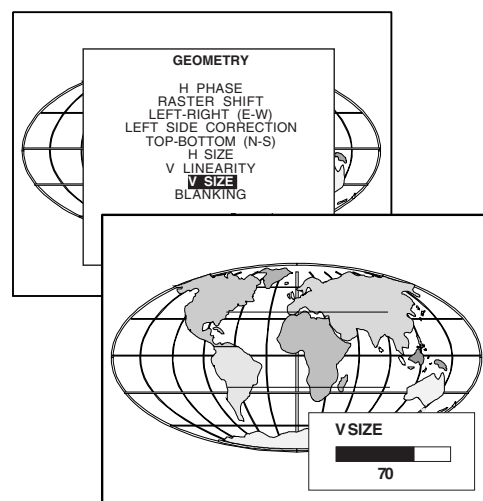 GEOMETRY
H PHASE
RASTER SHIFT
LEFT-RIGHT (E-W)
LEFT SIDE CORRECTION
TOP-BOTTOM (N-S)
H SIZE
V LINEARITY
V SIZE
BLANKING
V SIZE
70